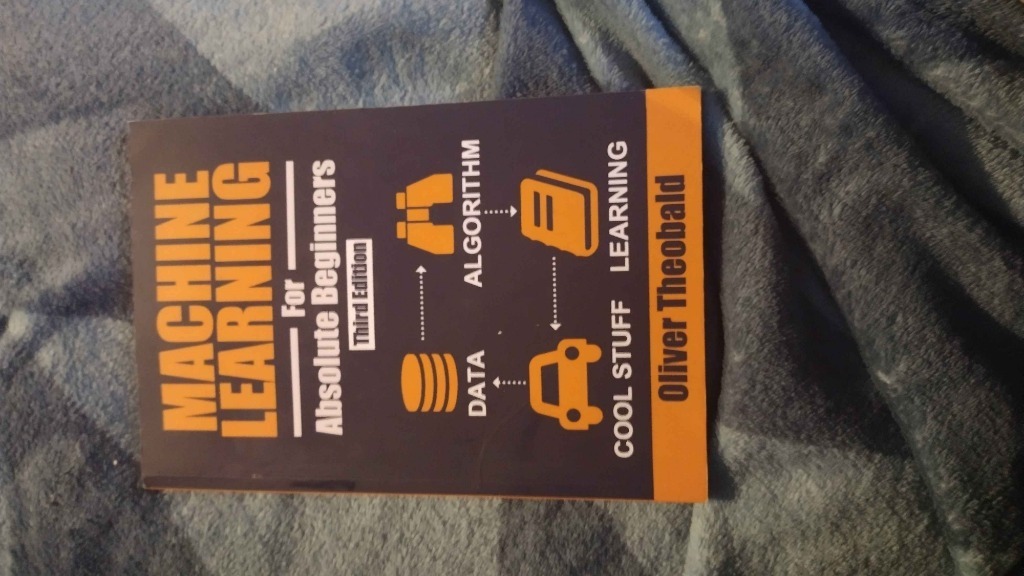 MACHINE
LEARNING
For
Absolute Beginners
Third Edition
DATA
ALGORITHM
COOL STUFF
LEARNING
Oliver Theobald